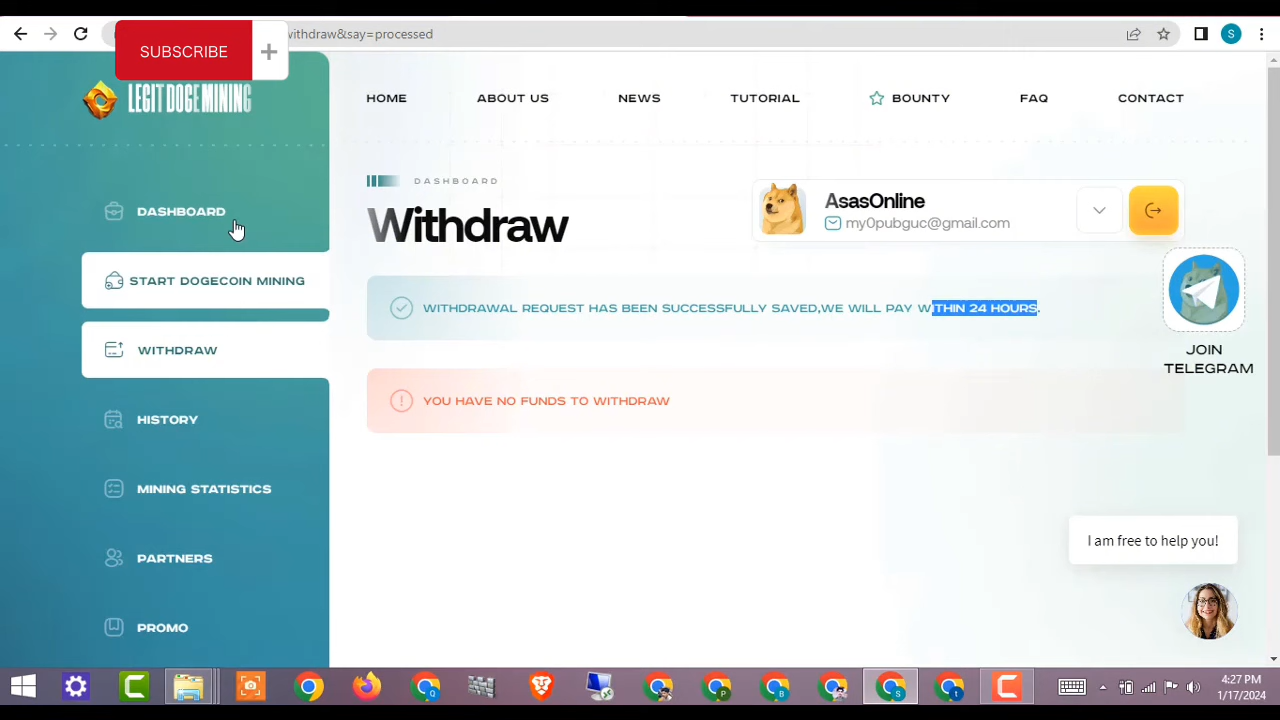 withdraw&say=processed
SUBSCRIBE
LEGIT DOGE MINING
HOME
ABOUT US
NEWS
TUTORIAL
BOUNTY
FAQ
CONTACT
DASHBOARD
START DOGECOIN MINING
WITHDRAW
HISTORY
MINING STATISTICS
PARTNERS
PROMO
DASHBOARD
Withdraw
AsasOnline
my0pubguc@gmail.com
WITHDRAWAL REQUEST HAS BEEN SUCCESSFULLY SAVED,WE WILL PAY WITHIN 24 HOURS.
YOU HAVE NO FUNDS TO WITHDRAW
JOIN
TELEGRAM
I am free to help you!
S
4:27 PM
1/17/2024